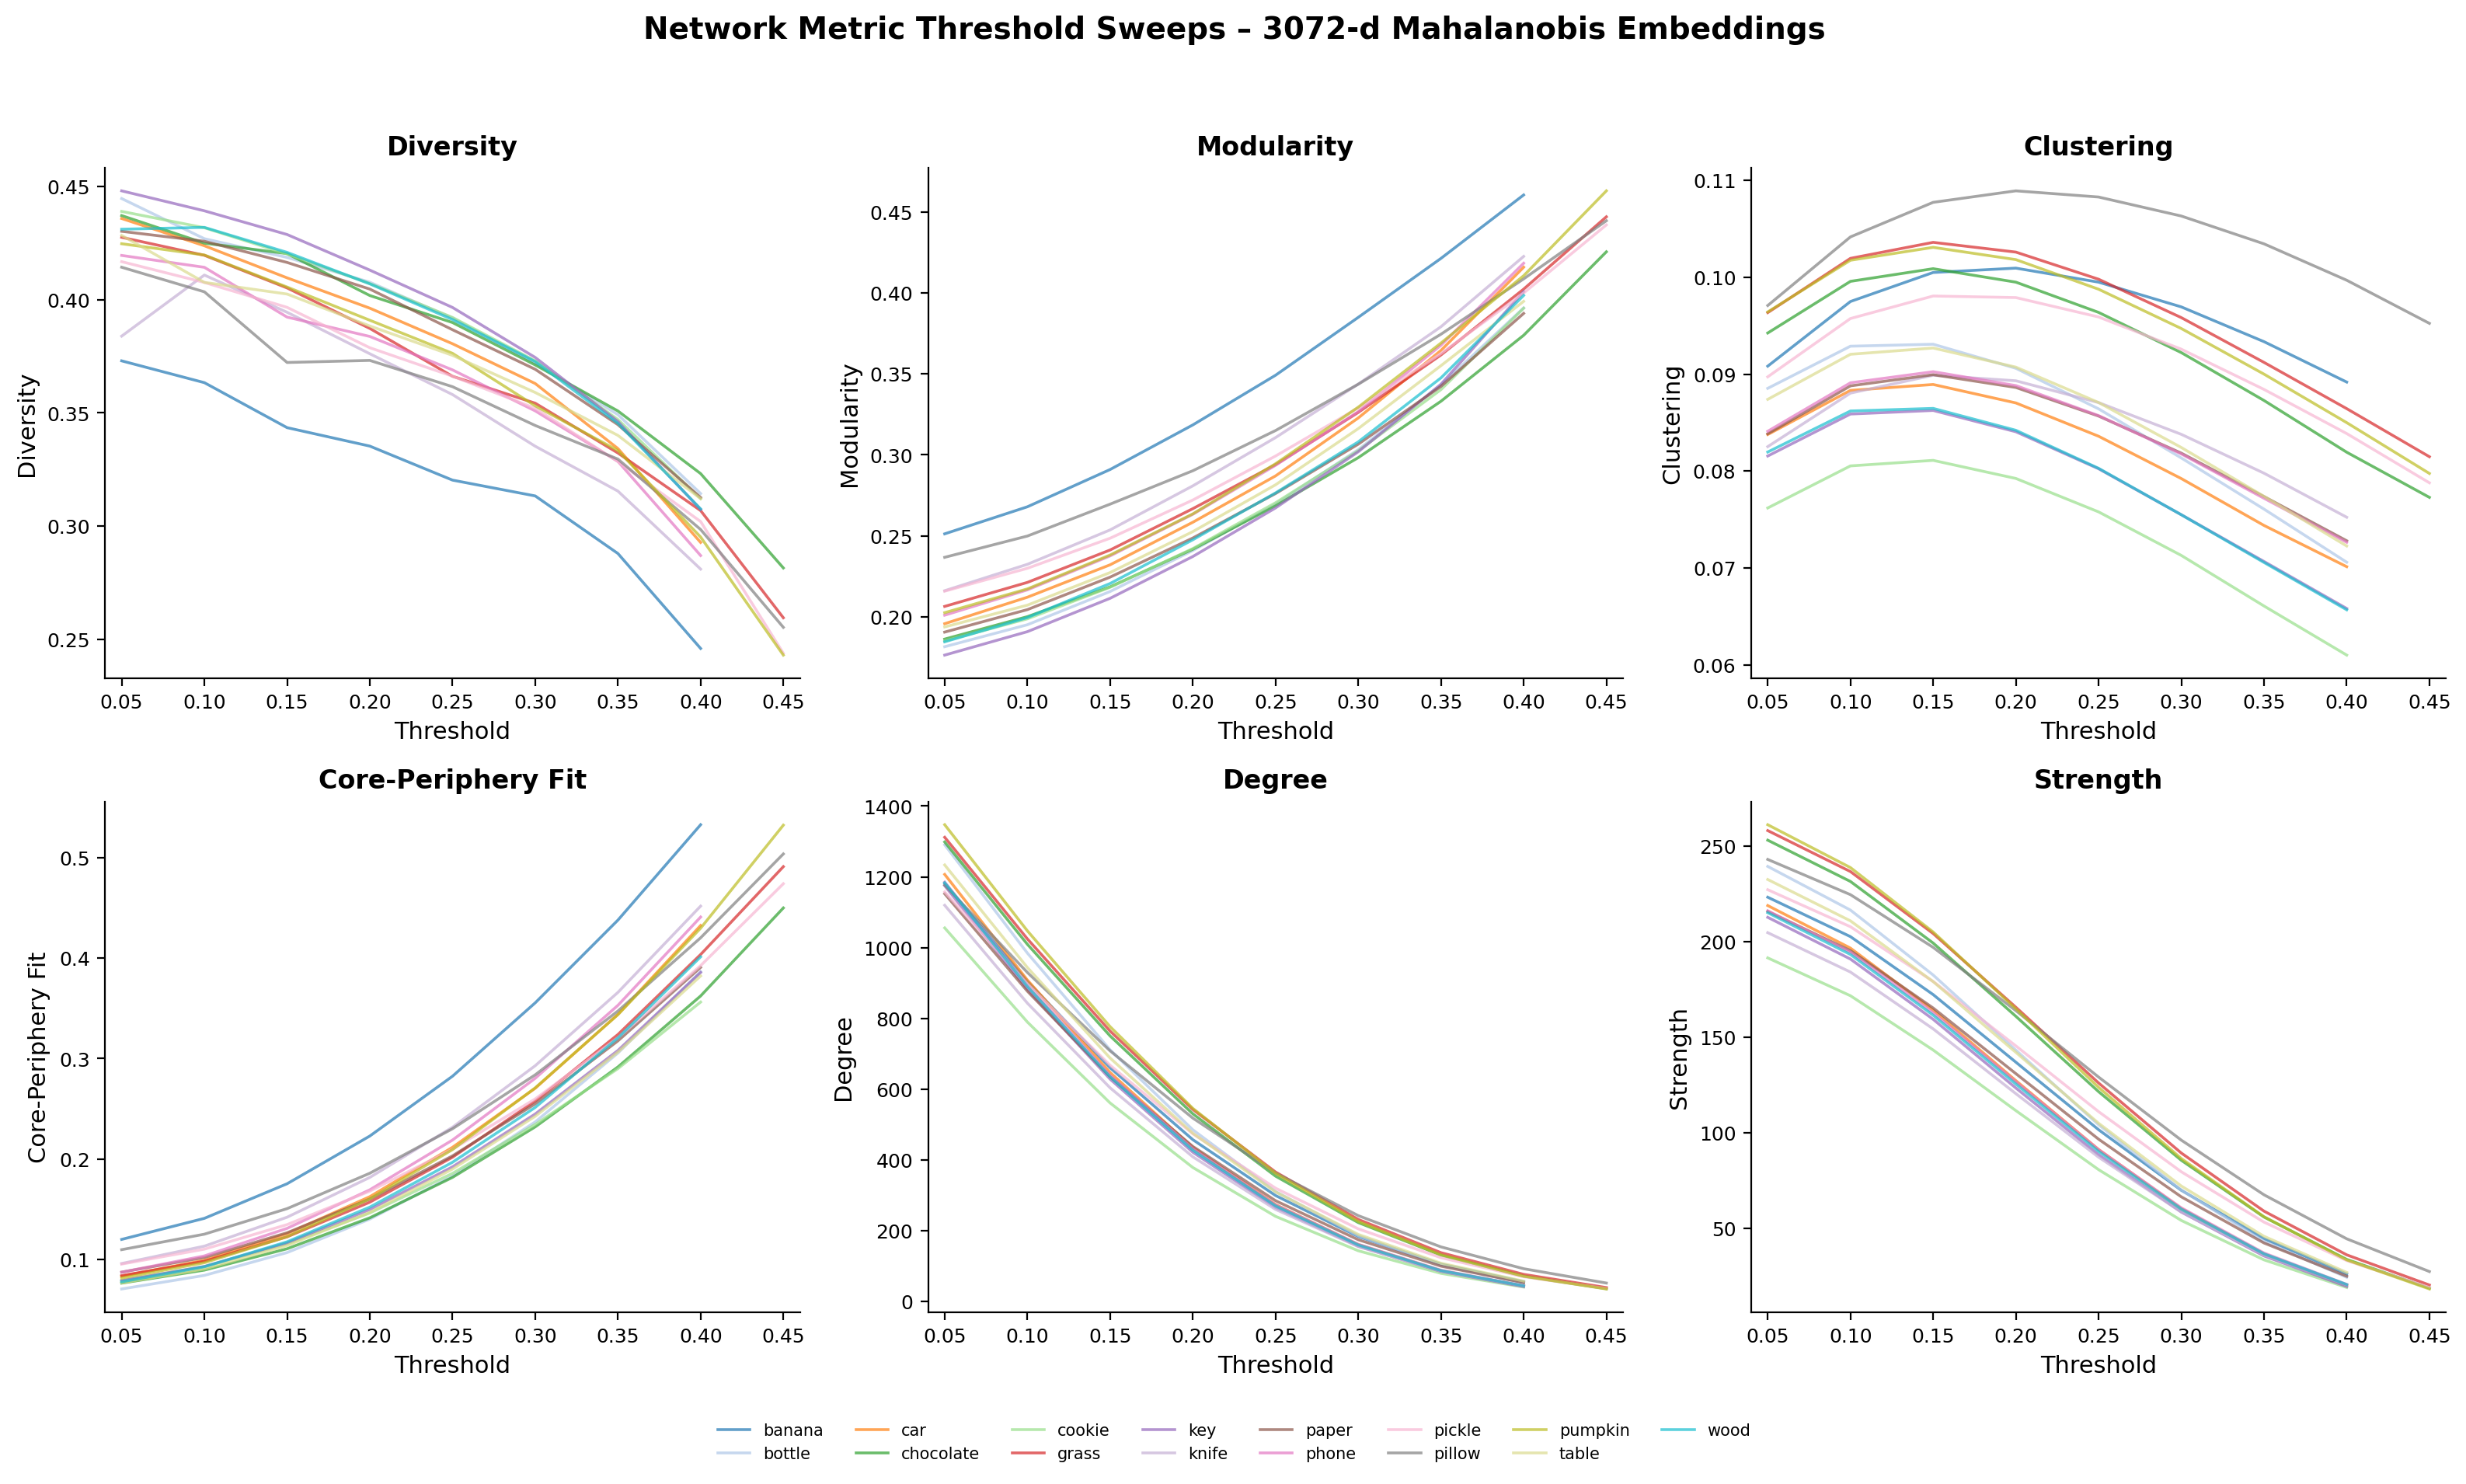 Network Metric Threshold Sweeps – 3072-d Mahalanobis Embeddings
Diversity
Modularity
Clustering
Diversity
0.45
0.40
0.35
0.30
0.25
0.05 0.10 0.15 0.20 0.25 0.30 0.35 0.40 0.45
Threshold
Modularity
0.45
0.40
0.35
0.30
0.25
0.20
0.05 0.10 0.15 0.20 0.25 0.30 0.35 0.40 0.45
Threshold
Clustering
0.11
0.10
0.09
0.08
0.07
0.06
0.05 0.10 0.15 0.20 0.25 0.30 0.35 0.40 0.45
Threshold
Core-Periphery Fit
Degree
Strength
Core-Periphery Fit
0.5
0.4
0.3
0.2
0.1
0.05 0.10 0.15 0.20 0.25 0.30 0.35 0.40 0.45
Threshold
Degree
1400
1200
1000
800
600
400
200
0
0.05 0.10 0.15 0.20 0.25 0.30 0.35 0.40 0.45
Threshold
Strength
250
200
150
100
50
0.05 0.10 0.15 0.20 0.25 0.30 0.35 0.40 0.45
Threshold
banana car cookie key paper pickle pumpkin wood
bottle chocolate grass knife phone pillow table